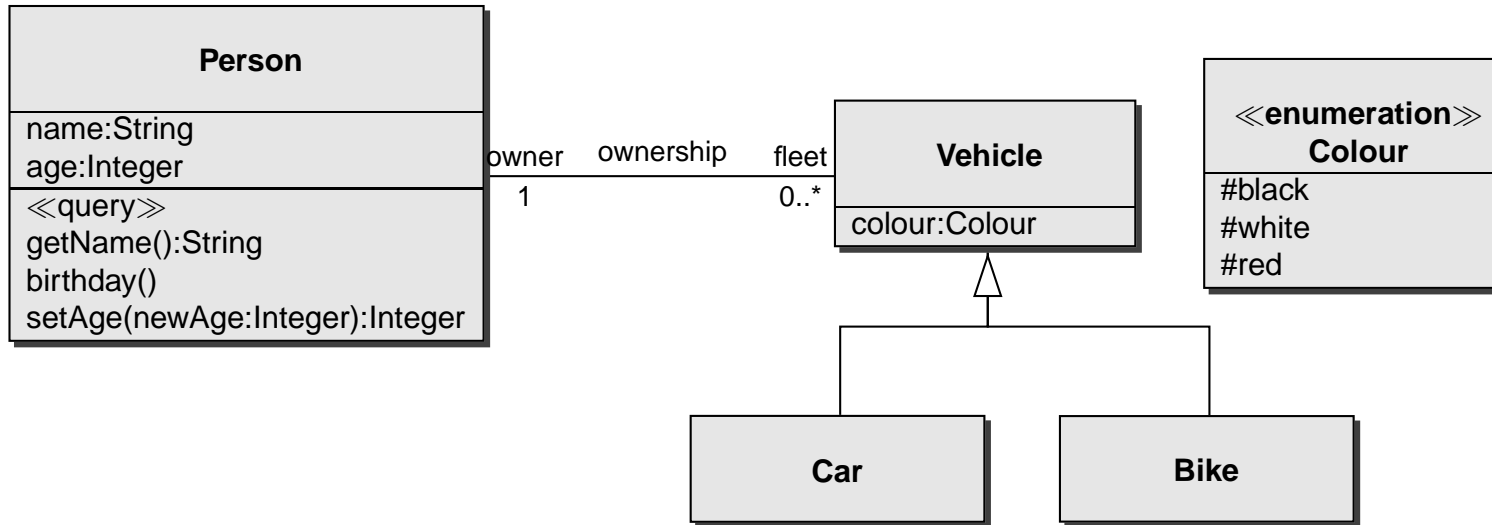 Person
name:String
age:Integer
≪query≫
getName():String
birthday()
setAge(newAge:Integer):Integer
owner
ownership
fleet
1
0..*
Vehicle
colour:Colour
≪enumeration≫
Colour
#black
#white
#red
Car
Bike